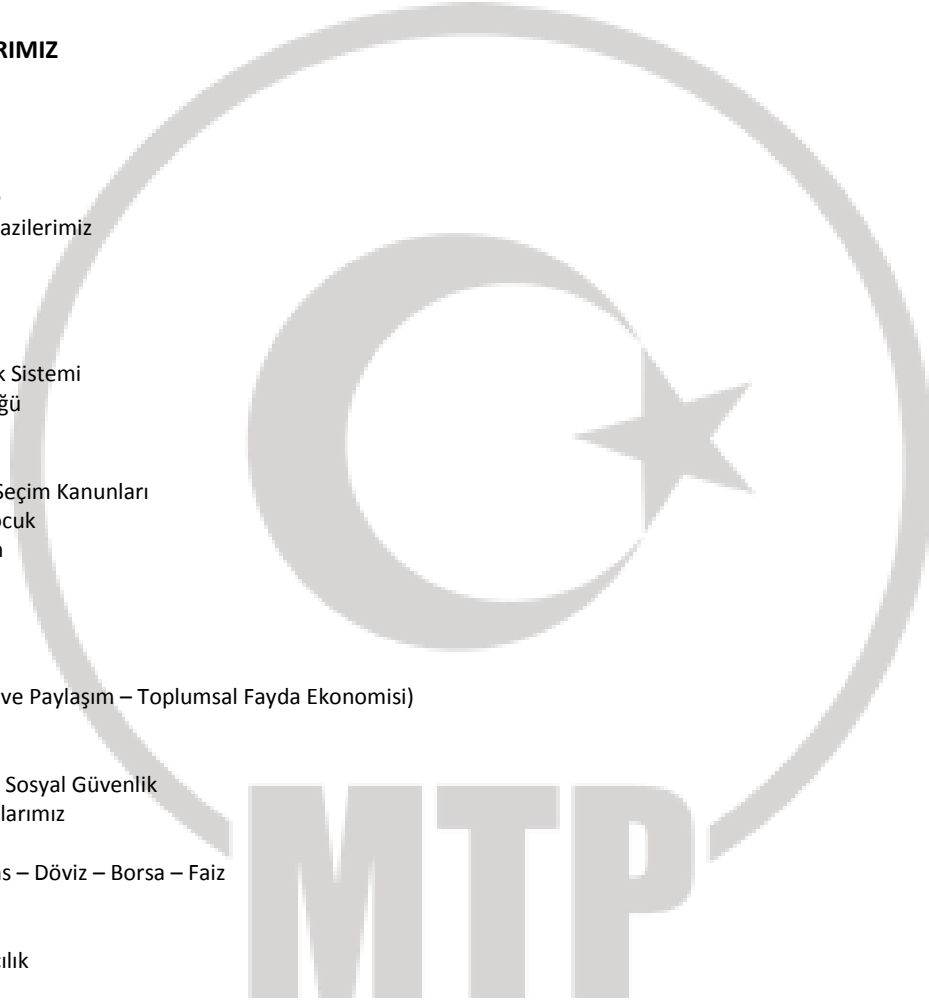 RIMIZ
azilerimiz
k Sistemi
ğü
Seçim Kanunları
ocuk
ve Paylaşım – Toplumsal Fayda Ekonomisi)
Sosyal Güvenlik
larımız
s – Döviz – Borsa – Faiz
cılık
MTP